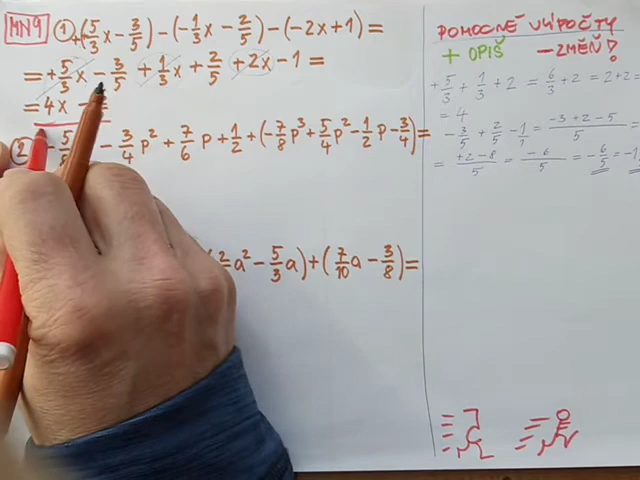 MN9 ① +(5/3x - 3/5) - (-1/3x - 2/5) - (-2x + 1) =
= +5/3x - 3/5 + 1/3x + 2/5 + 2x - 1 =
= 4x -
2 - 3/4p² + 7/6p + 1/2 + (-7/8p³ + 5/4p² - 1/2p - 3/4) =
a² - 5/3a) + (7/10a - 3/8) =
POMOCNÉ VÝPOČTY
+ OPIŠ - ZMĚŇ!
+5/3 + 1/3 + 2 = 6/3 + 2 = 2 + 2 =
= 4
-3/5 + 2/5 - 1/1 = -3+2-5/5 =
= +2-8/5 = -6/5 = -6/5 = -1